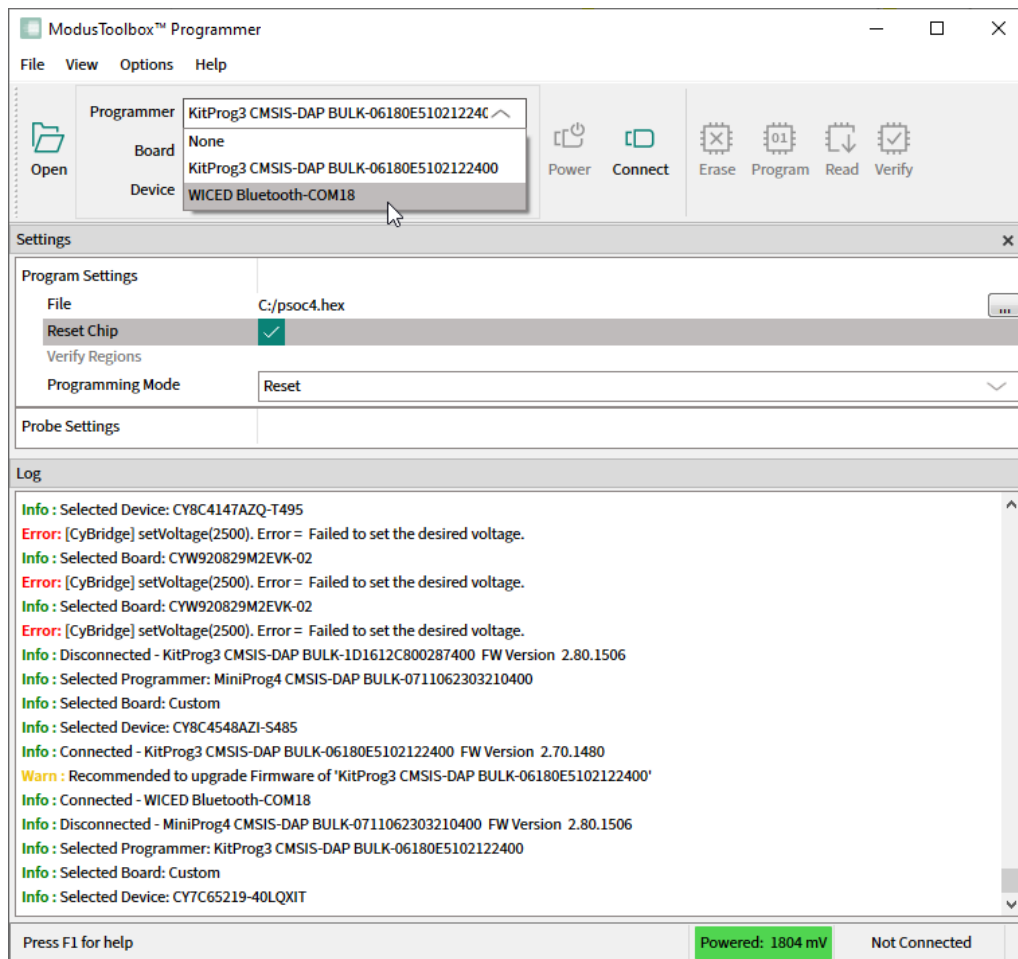 ModusToolbox™ Programmer
File View Options Help
Open
Programmer KitProg3 CMSIS-DAP BULK-06180E510212240
Board
Device
None
KitProg3 CMSIS-DAP BULK-06180E5102122400
WICED Bluetooth-COM18
Power Connect Erase Program Read Verify
Settings
Program Settings
File C:/psoc4.hex
...
Reset Chip
Verify Regions
Programming Mode Reset
Probe Settings
Log
Info : Selected Device: CY8C4147AZQ-T495
Error: [CyBridge] setVoltage(2500). Error = Failed to set the desired voltage.
Info : Selected Board: CYW920829M2EVK-02
Error: [CyBridge] setVoltage(2500). Error = Failed to set the desired voltage.
Info : Selected Board: CYW920829M2EVK-02
Error: [CyBridge] setVoltage(2500). Error = Failed to set the desired voltage.
Info : Disconnected - KitProg3 CMSIS-DAP BULK-1D1612C800287400 FW Version 2.80.1506
Info : Selected Programmer: MiniProg4 CMSIS-DAP BULK-0711062303210400
Info : Selected Board: Custom
Info : Selected Device: CY8C4548AZI-S485
Info : Connected - KitProg3 CMSIS-DAP BULK-06180E5102122400 FW Version 2.70.1480
Warn : Recommended to upgrade Firmware of 'KitProg3 CMSIS-DAP BULK-06180E5102122400'
Info : Connected - WICED Bluetooth-COM18
Info : Disconnected - MiniProg4 CMSIS-DAP BULK-0711062303210400 FW Version 2.80.1506
Info : Selected Programmer: KitProg3 CMSIS-DAP BULK-06180E5102122400
Info : Selected Board: Custom
Info : Selected Device: CY7C65219-40LQXIT
Press F1 for help Powered: 1804 mV Not Connected